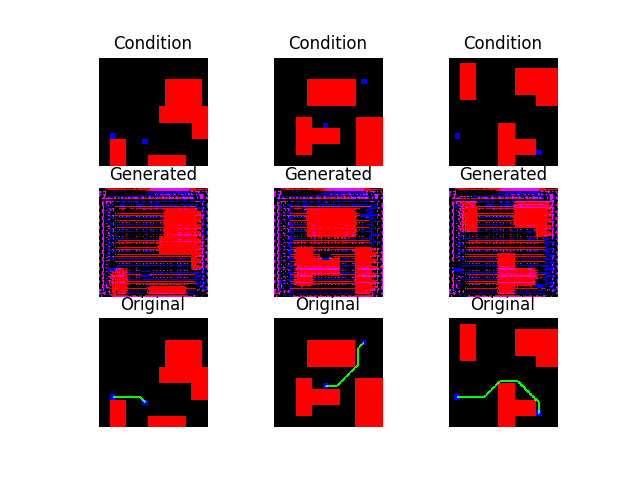 Condition Condition Condition
Generated Generated Generated
Original Original Original